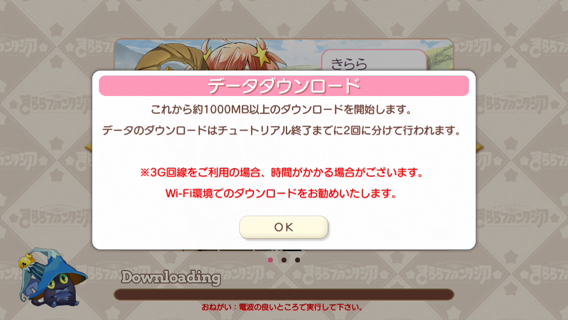 きらら
データダウンロード
これから約1000MB以上のダウンロードを開始します。
データのダウンロードはチュートリアル終了までに2回に分けて行われます。
※3G回線をご利用の場合、時間がかかる場合がございます。
Wi-Fi環境でのダウンロードをお勧めいたします。
OK
Downloading
おねがい：電波の良いところで実行して下さい。